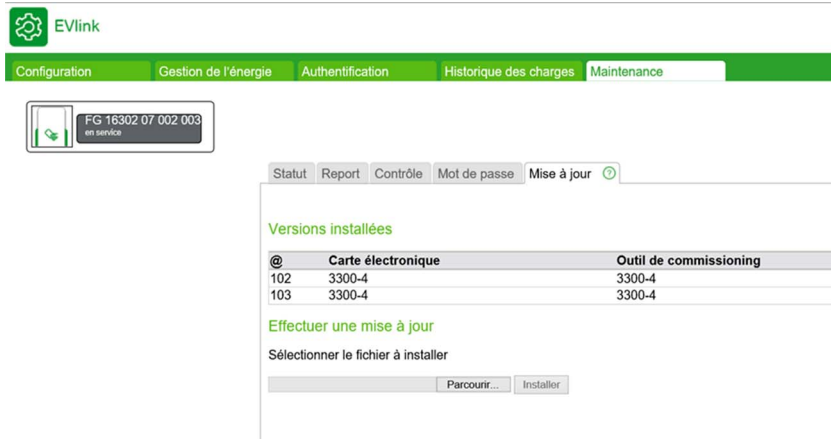 EVlink
Configuration Gestion de l'énergie Authentification Historique des charges Maintenance
FG 16302 07 002 003
en service
Statut Report Contrôle Mot de passe Mise à jour ?
Versions installées
@ Carte électronique Outil de commissioning
102 3300-4 3300-4
103 3300-4 3300-4
Effectuer une mise à jour
Sélectionner le fichier à installer
Parcourir... Installer